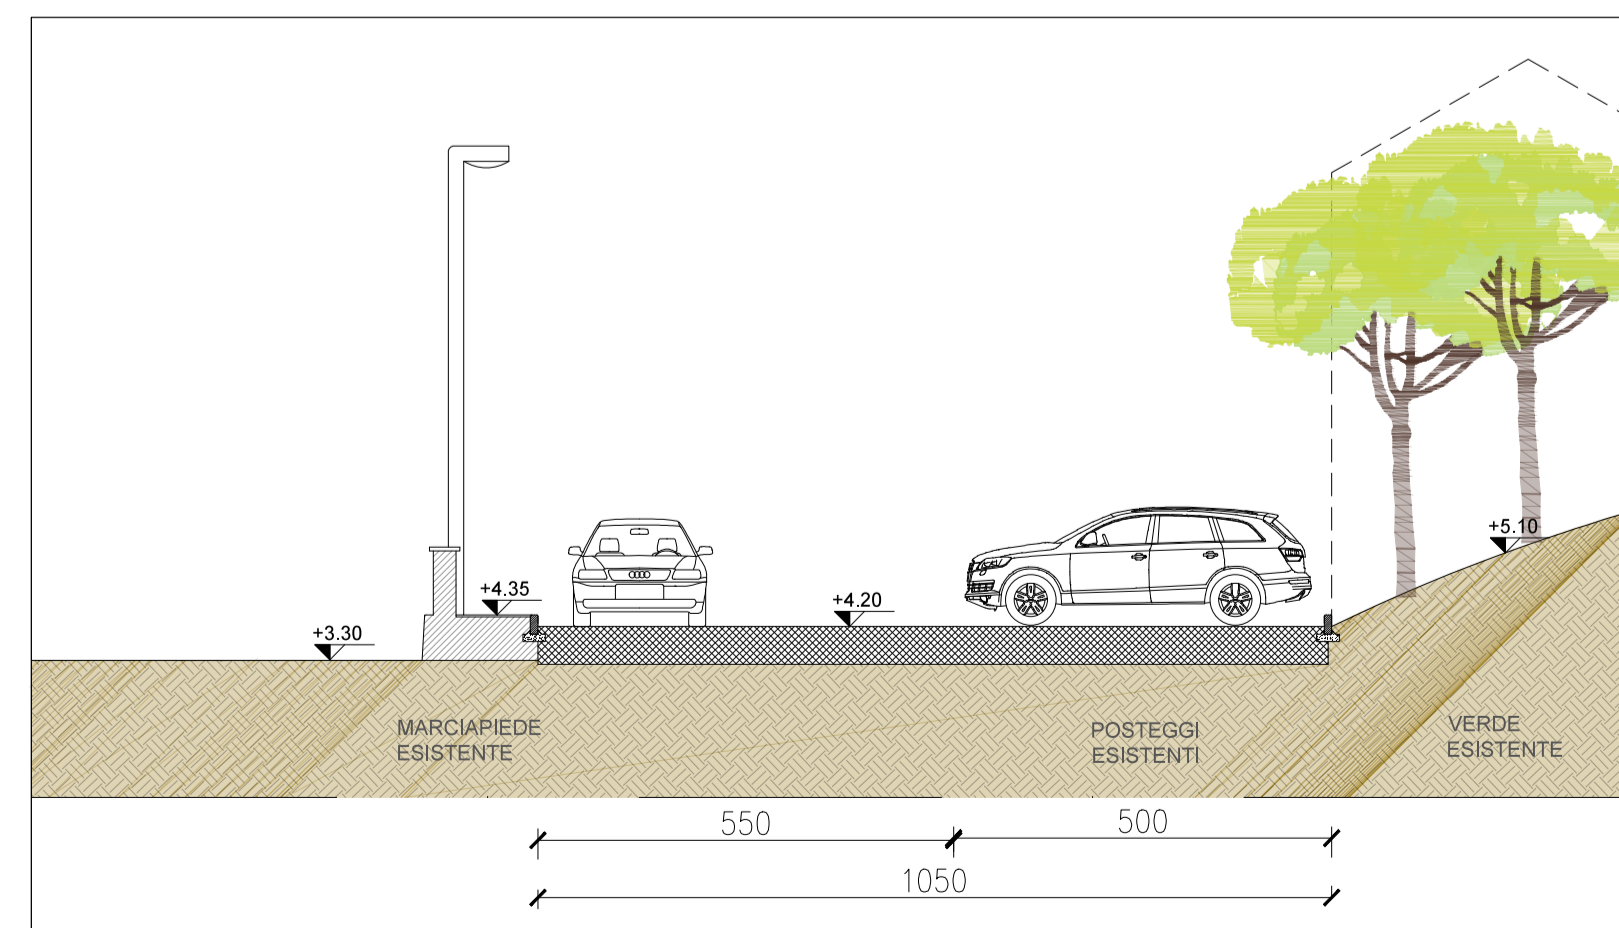 +5.10
+4.35
+4.20
+3.30
MARCIAPIEDE
ESISTENTE
POSTEGGI
ESISTENTI
VERDE
ESISTENTE
550
500
1050